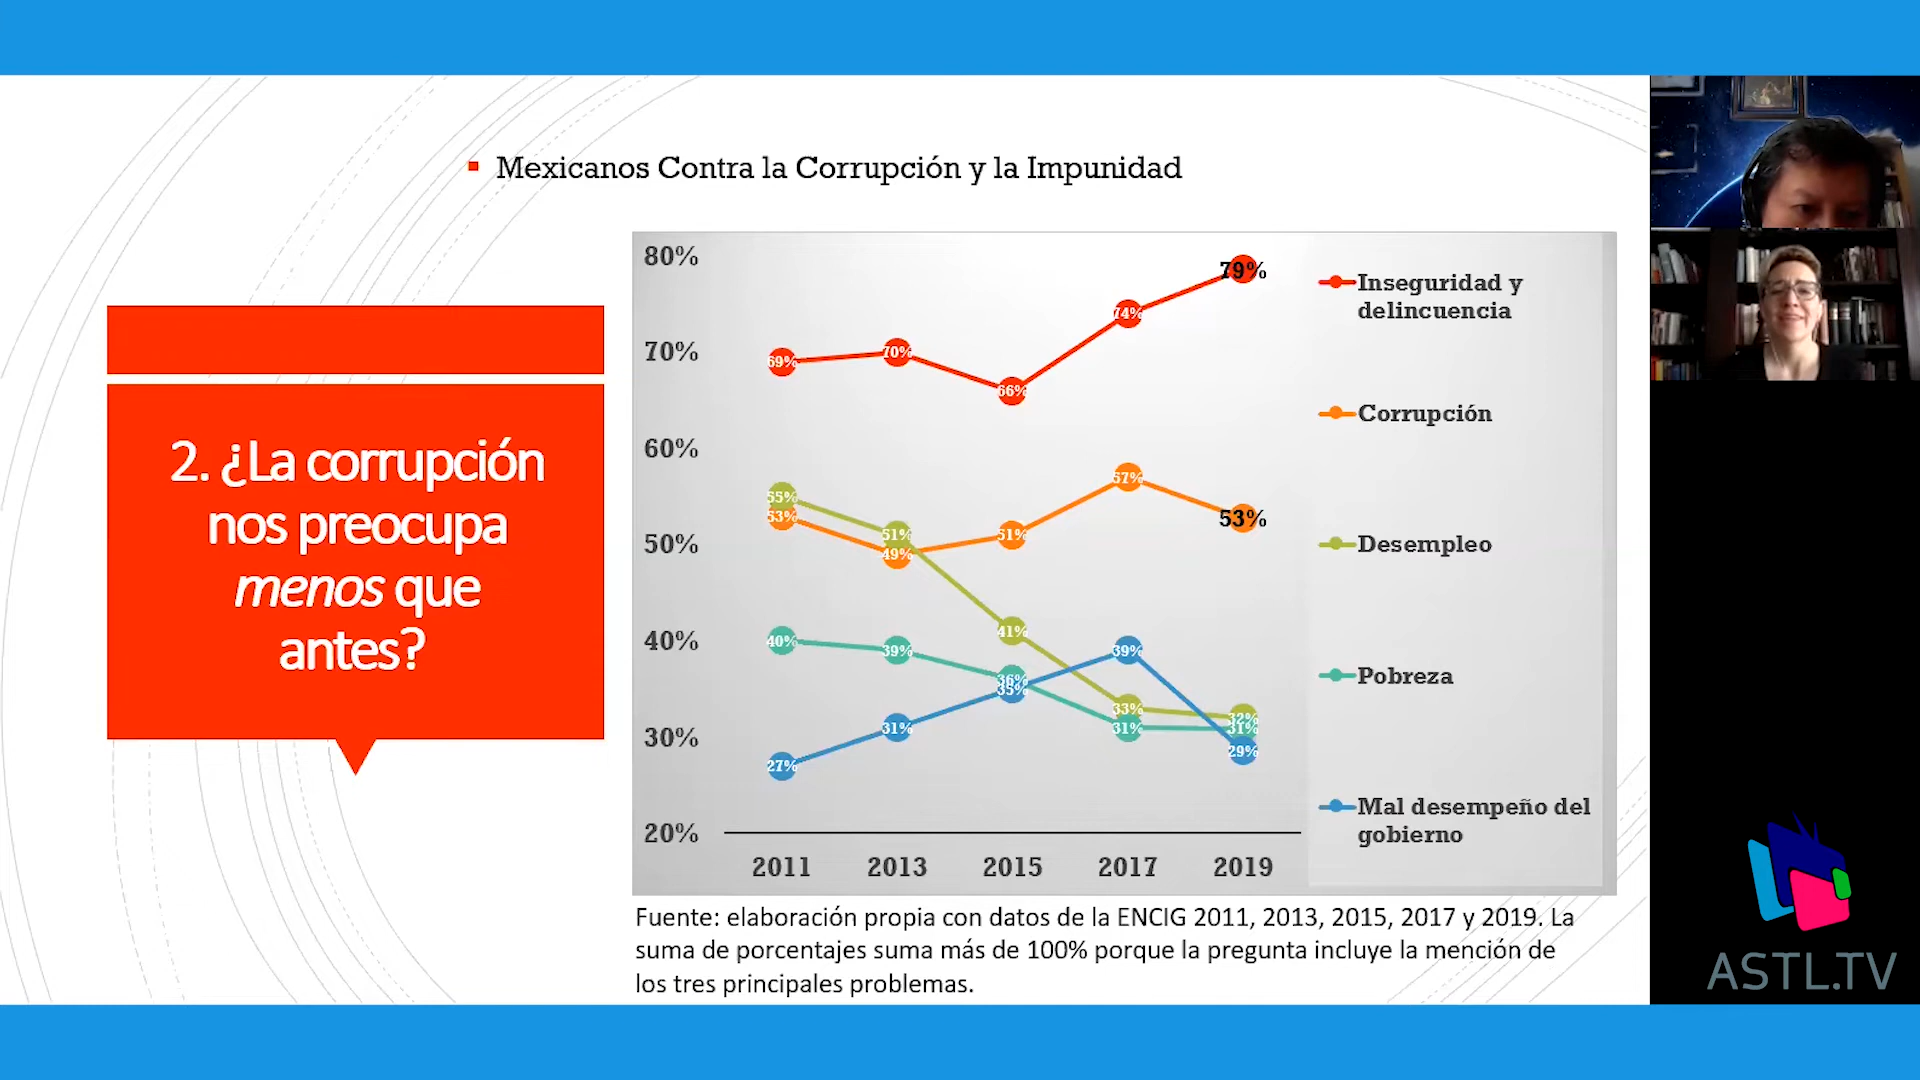 Mexicanos Contra la Corrupción y la Impunidad
2. ¿La corrupción
nos preocupa
menos que
antes?
80%
70%
60%
50%
40%
30%
20%
69%
70%
66%
74%
79%
53%
49%
51%
57%
53%
55%
51%
41%
33%
32%
40%
39%
36%
31%
31%
27%
31%
35%
39%
29%
2011 2013 2015 2017 2019
Inseguridad y
delincuencia
Corrupción
Desempleo
Pobreza
Mal desempeño del
gobierno
Fuente: elaboración propia con datos de la ENCIG 2011, 2013, 2015, 2017 y 2019. La
suma de porcentajes suma más de 100% porque la pregunta incluye la mención de
los tres principales problemas.
ASTL.TV